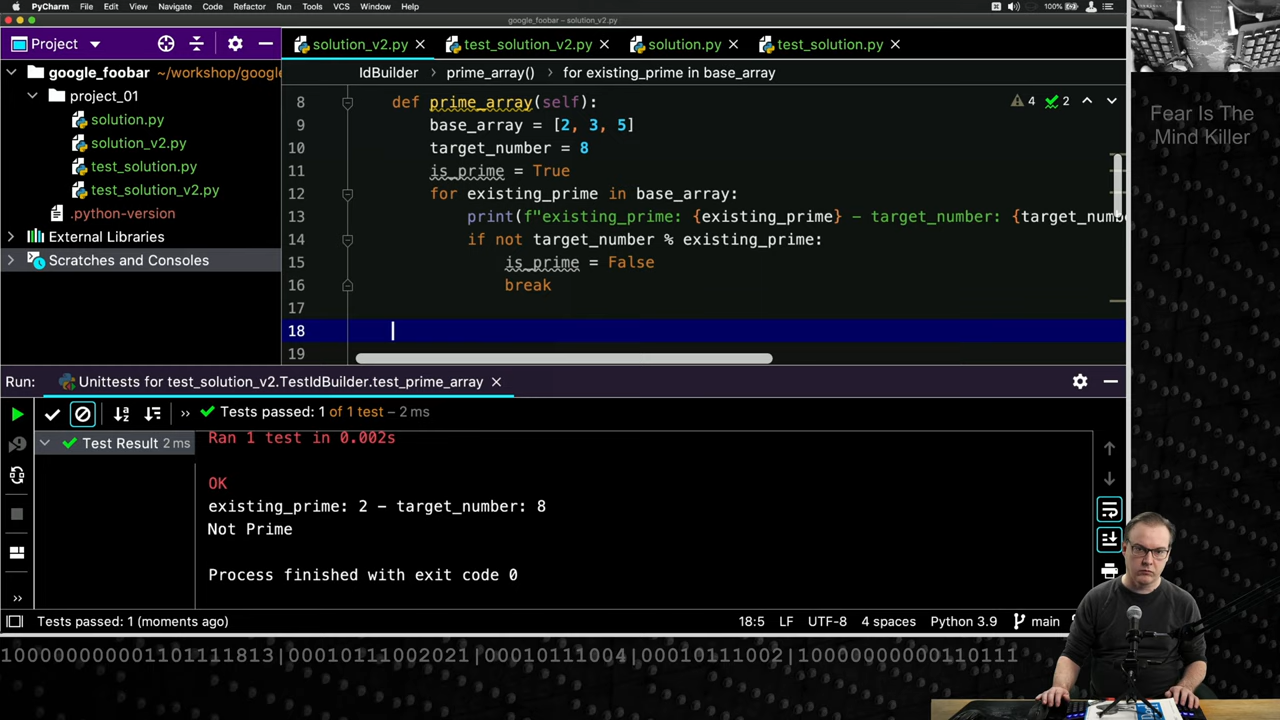 PyCharm File Edit View Navigate Code Refactor Run Tools VCS Window Help 100%
google_foobar – solution_v2.py
Project
solution_v2.py
test_solution_v2.py
solution.py
test_solution.py
google_foobar ~/workshop/google
project_01
solution.py
solution_v2.py
test_solution.py
test_solution_v2.py
.python-version
External Libraries
Scratches and Consoles
IdBuilder prime_array() for existing_prime in base_array
4 2
8 def prime_array(self):
9 base_array = [2, 3, 5]
10 target_number = 8
11 is_prime = True
12 for existing_prime in base_array:
13 print(f"existing_prime: {existing_prime} - target_number: {target_numbe
14 if not target_number % existing_prime:
15 is_prime = False
16 break
17
18
19
Run: Unittests for test_solution_v2.TestIdBuilder.test_prime_array
Tests passed: 1 of 1 test – 2 ms
Test Result 2 ms
Ran 1 test in 0.002s
OK
existing_prime: 2 - target_number: 8
Not Prime
Process finished with exit code 0
Tests passed: 1 (moments ago) 18:5 LF UTF-8 4 spaces Python 3.9 main
Fear Is The
Mind Killer